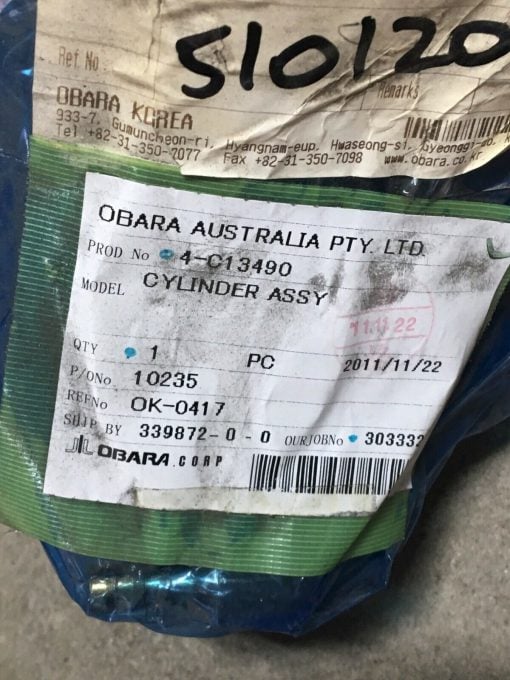 510120
Ref No.
Remarks
OBARA KOREA
933-7, Gumuncheon-ri, Hyangnam-eup, Hwaseong-si, Gyeonggi-do, K
Tel +82-31-350-7077 Fax +82-31-350-7098 www.obara.co.kr
OBARA AUSTRALIA PTY. LTD.
PROD No 4-C13490
MODEL CYLINDER ASSY
11.11.22
QTY 1 PC 2011/11/22
P/ONo 10235
REFNo OK-0417
SHIP BY 339872-0-0 OURJOBNo 303332
OBARA.CORP